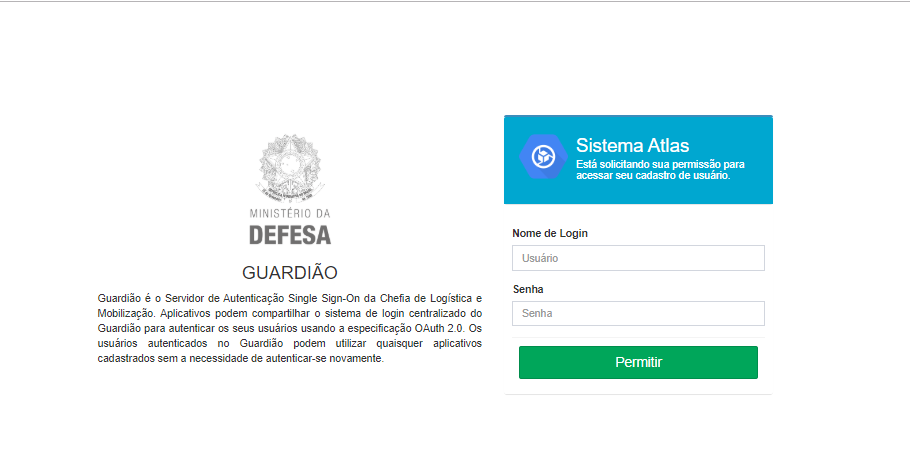 MINISTÉRIO DA
DEFESA
GUARDIÃO
Guardião é o Servidor de Autenticação Single Sign-On da Chefia de Logística e
Mobilização. Aplicativos podem compartilhar o sistema de login centralizado do
Guardião para autenticar os seus usuários usando a especificação OAuth 2.0. Os
usuários autenticados no Guardião podem utilizar quaisquer aplicativos
cadastrados sem a necessidade de autenticar-se novamente.
Sistema Atlas
Está solicitando sua permissão para
acessar seu cadastro de usuário.
Nome de Login
Usuário
Senha
Senha
Permitir